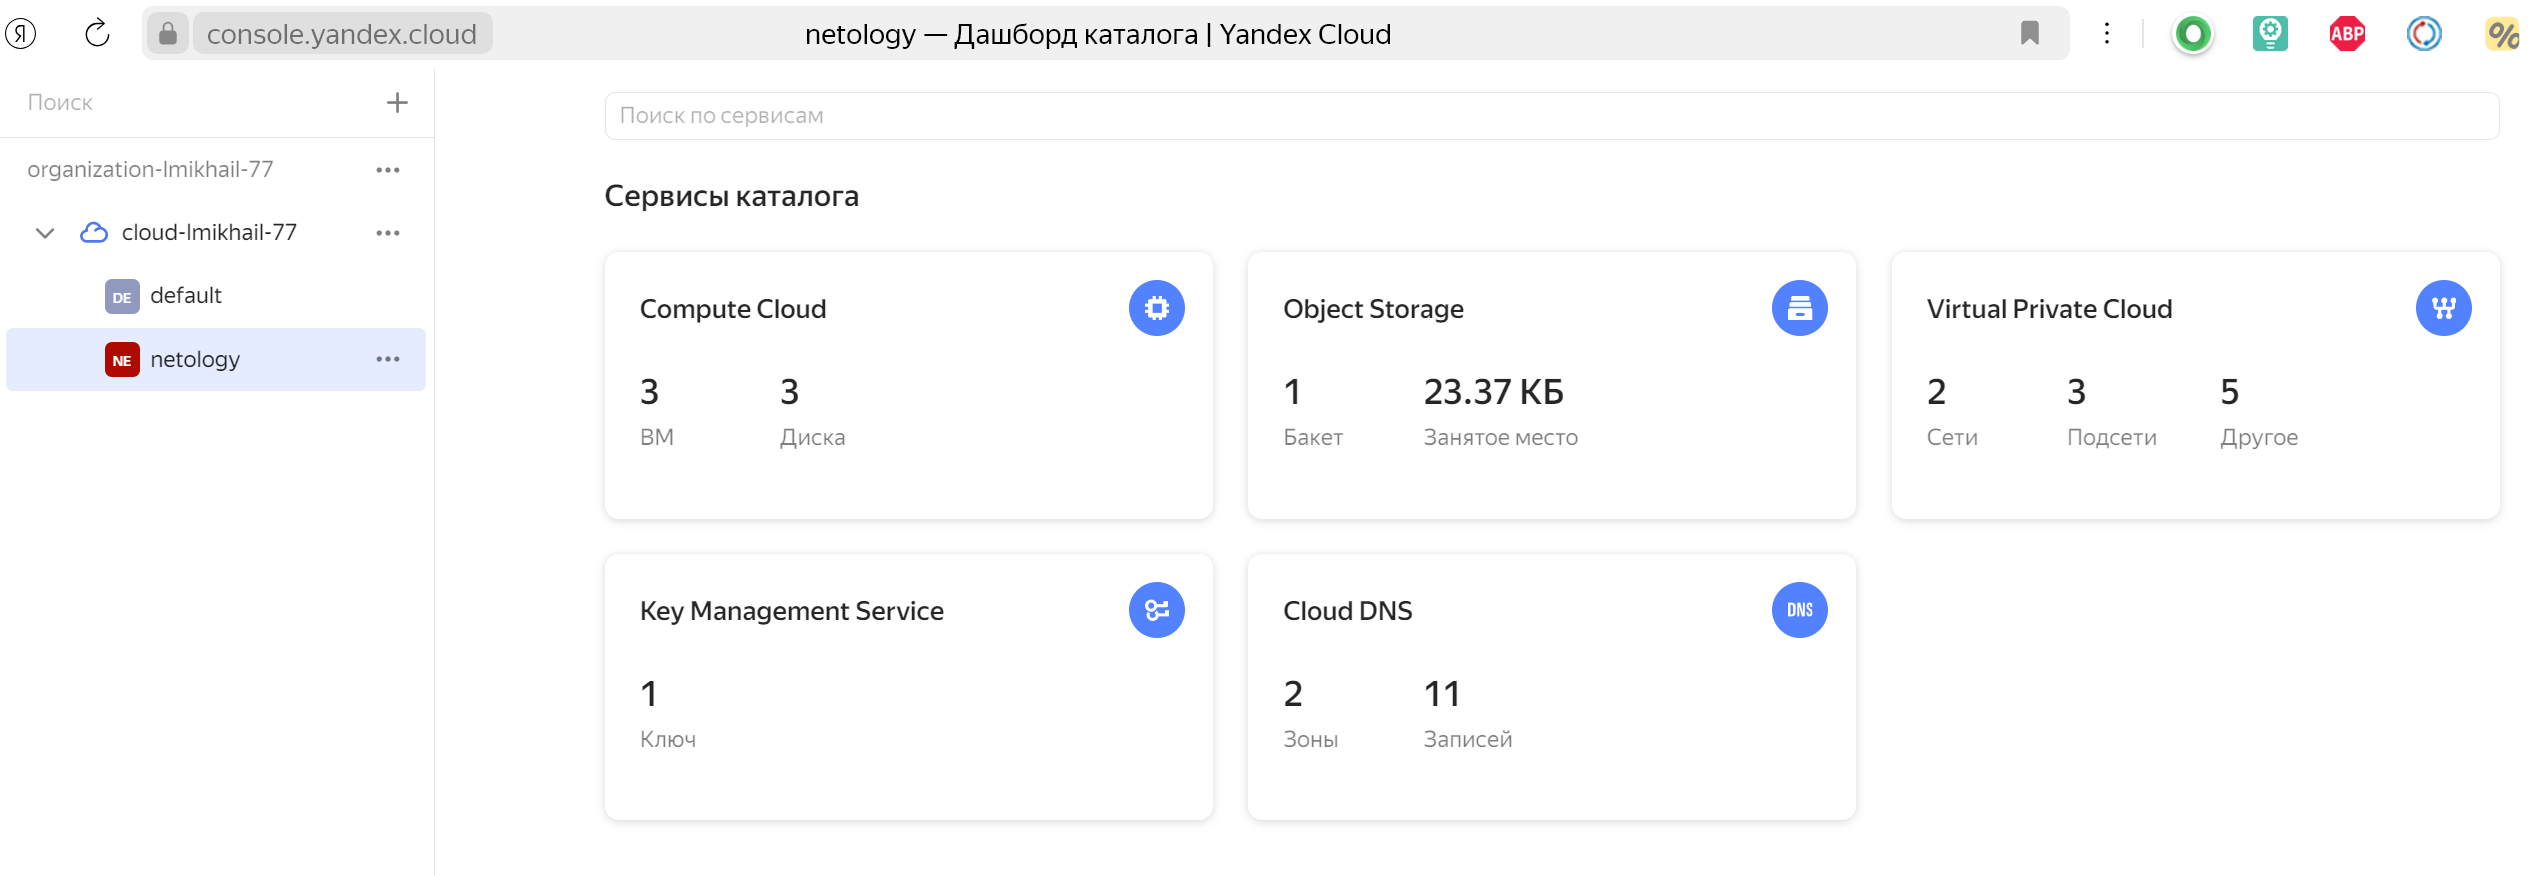 Я
console.yandex.cloud
netology — Дашборд каталога | Yandex Cloud
ABP
%
Поиск
organization-lmikhail-77
cloud-lmikhail-77
DE default
NE netology
Поиск по сервисам
Сервисы каталога
Compute Cloud
3 3
ВМ Диска
Object Storage
1 23.37 КБ
Бакет Занятое место
Virtual Private Cloud
2 3 5
Сети Подсети Другое
Key Management Service
1
Ключ
Cloud DNS
DNS
2 11
Зоны Записей